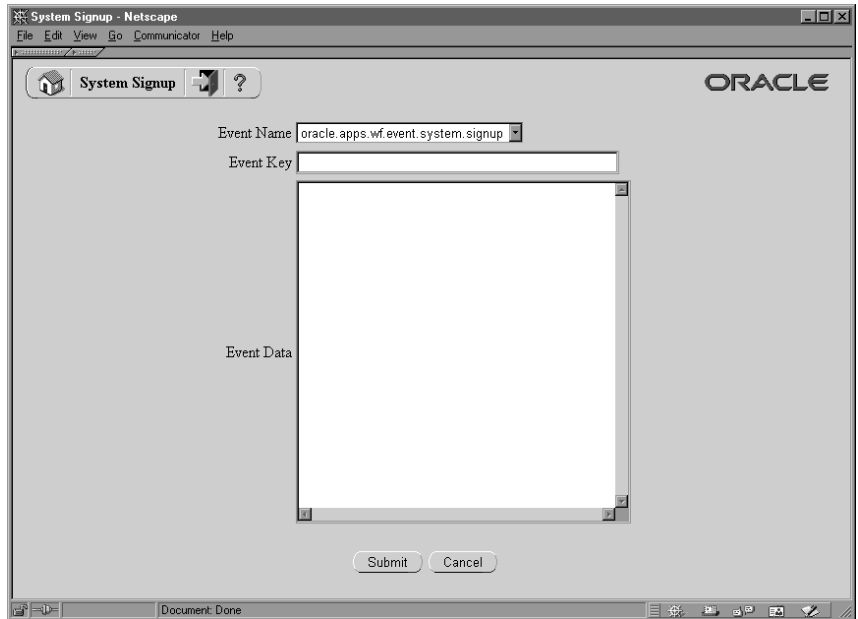 System Signup - Netscape
File Edit View Go Communicator Help
System Signup ?
ORACLE
Event Name oracle.apps.wf.event.system.signup
Event Key
Event Data
Submit Cancel
Document: Done